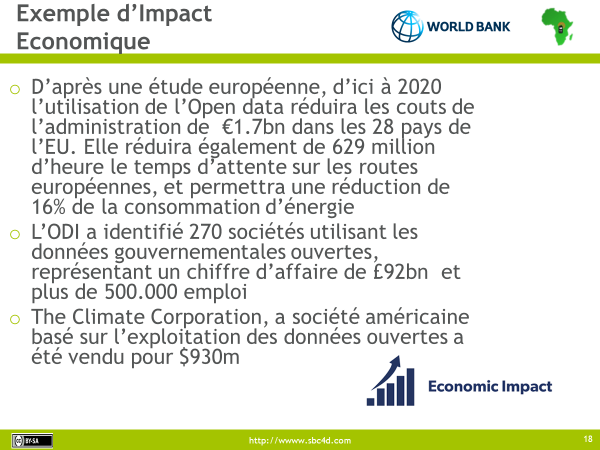 Exemple d’Impact
Economique
WORLD BANK
o D’après une étude européenne, d’ici à 2020
l’utilisation de l’Open data réduira les couts de
l’administration de €1.7bn dans les 28 pays de
l’EU. Elle réduira également de 629 million
d’heure le temps d’attente sur les routes
européennes, et permettra une réduction de
16% de la consommation d’énergie
o L’ODI a identifié 270 sociétés utilisant les
données gouvernementales ouvertes,
représentant un chiffre d’affaire de £92bn et
plus de 500.000 emploi
o The Climate Corporation, a société américaine
basé sur l’exploitation des données ouvertes a
été vendu pour $930m
Economic Impact
BY-SA
http://wwww.sbc4d.com
18